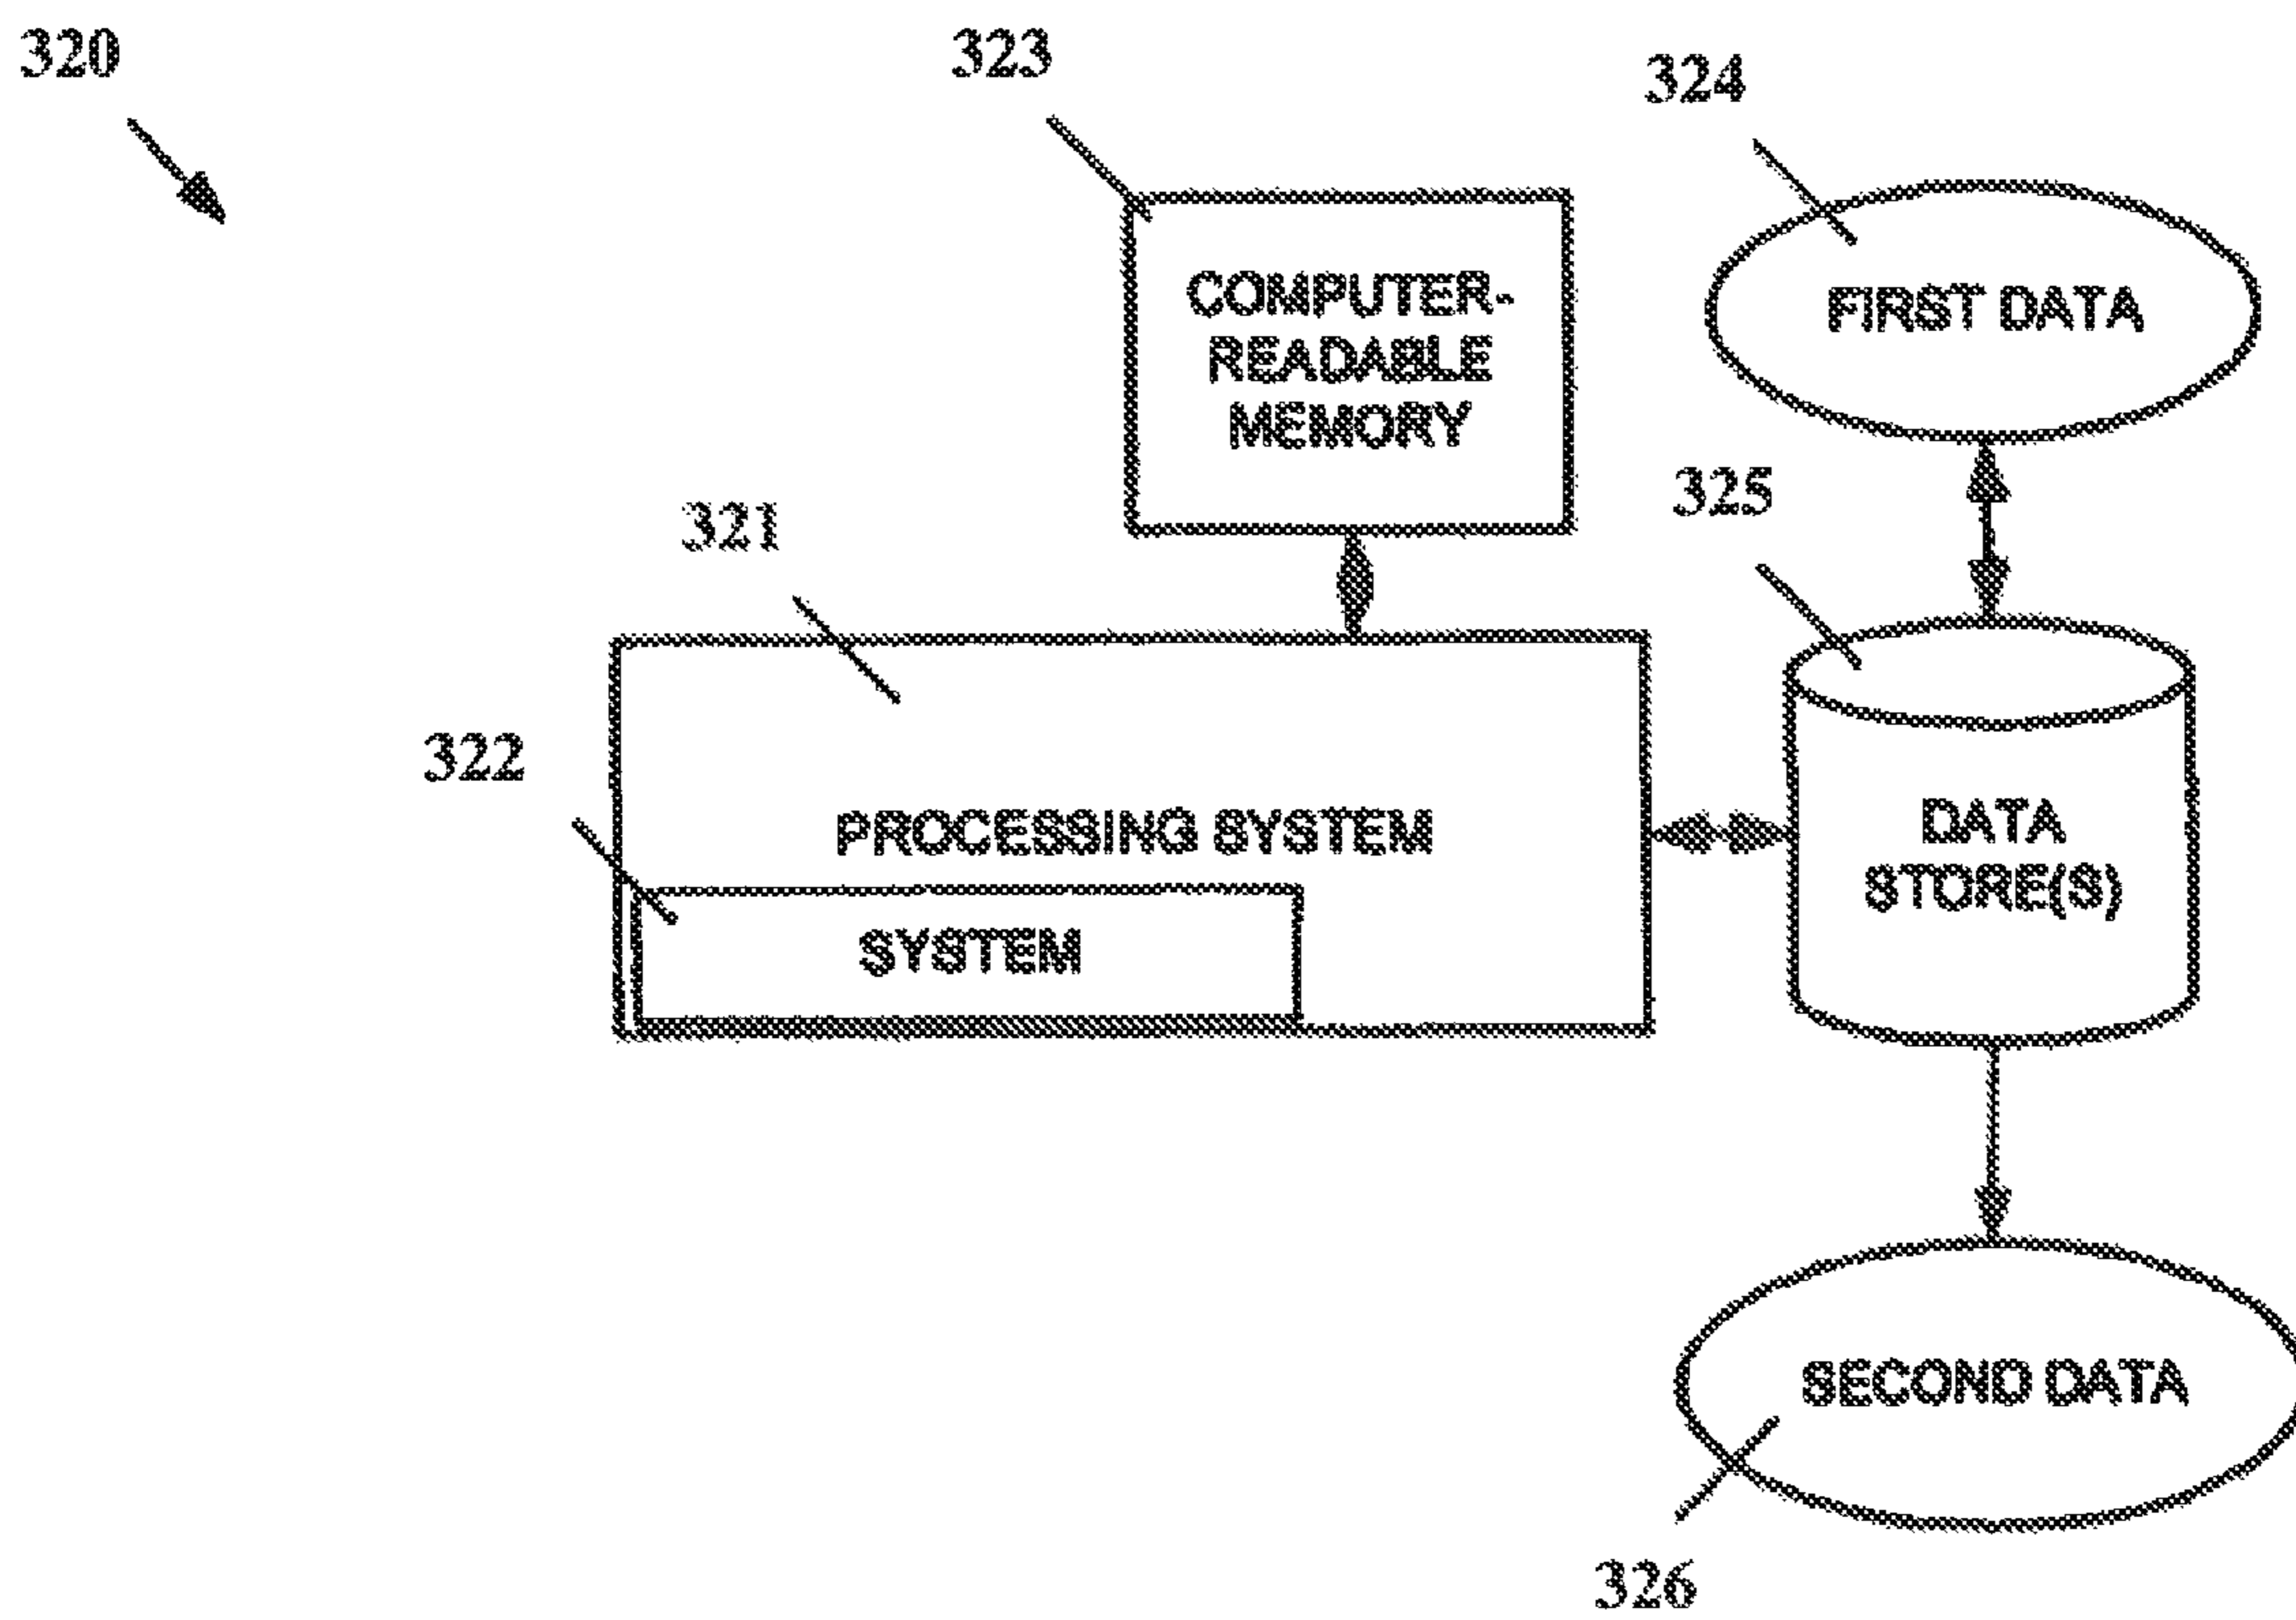 320
323
324
COMPUTER-
READABLE
MEMORY
FIRST DATA
321
325
322
PROCESSING SYSTEM
DATA
STORE(S)
SYSTEM
SECOND DATA
326